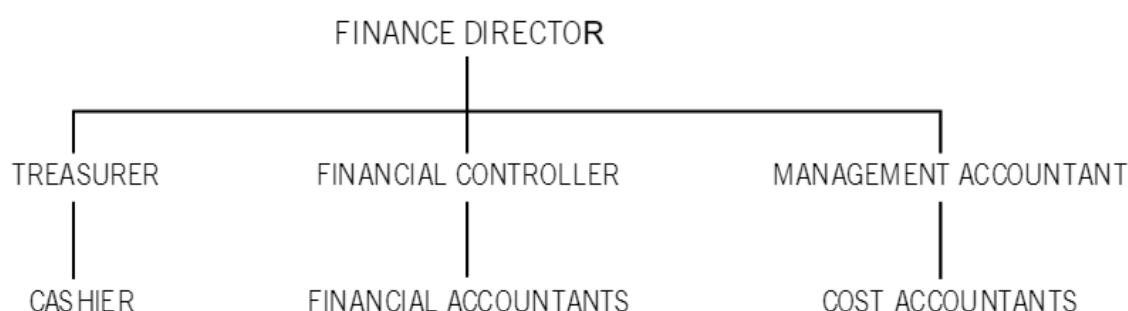 FINANCE DIRECTOR
TREASURER FINANCIAL CONTROLLER MANAGEMENT ACCOUNTANT
CASHIER FINANCIAL ACCOUNTANTS COST ACCOUNTANTS